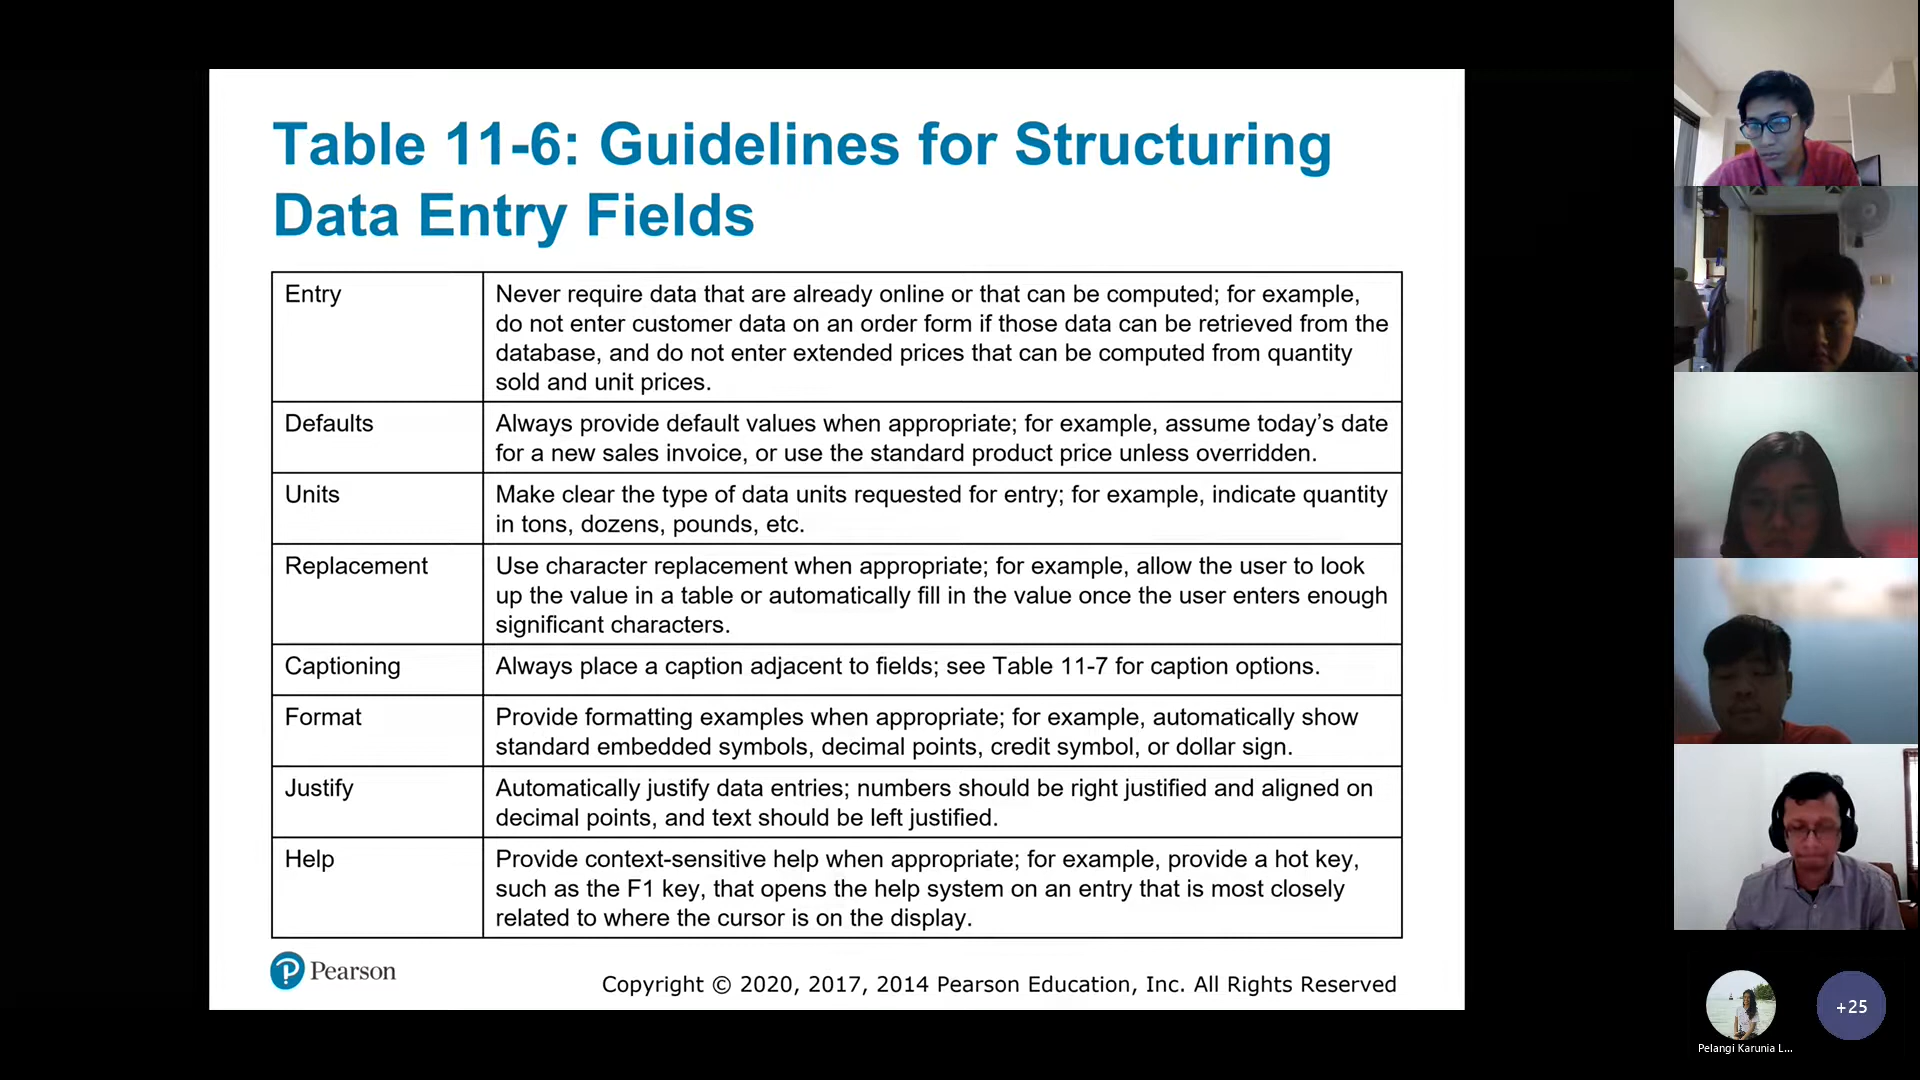 Table 11-6: Guidelines for Structuring
Data Entry Fields
Entry
Never require data that are already online or that can be computed; for example,
do not enter customer data on an order form if those data can be retrieved from the
database, and do not enter extended prices that can be computed from quantity
sold and unit prices.
Defaults
Always provide default values when appropriate; for example, assume today’s date
for a new sales invoice, or use the standard product price unless overridden.
Units
Make clear the type of data units requested for entry; for example, indicate quantity
in tons, dozens, pounds, etc.
Replacement
Use character replacement when appropriate; for example, allow the user to look
up the value in a table or automatically fill in the value once the user enters enough
significant characters.
Captioning
Always place a caption adjacent to fields; see Table 11-7 for caption options.
Format
Provide formatting examples when appropriate; for example, automatically show
standard embedded symbols, decimal points, credit symbol, or dollar sign.
Justify
Automatically justify data entries; numbers should be right justified and aligned on
decimal points, and text should be left justified.
Help
Provide context-sensitive help when appropriate; for example, provide a hot key,
such as the F1 key, that opens the help system on an entry that is most closely
related to where the cursor is on the display.
P Pearson
Copyright © 2020, 2017, 2014 Pearson Education, Inc. All Rights Reserved
+25
Pelangi Karunia L...